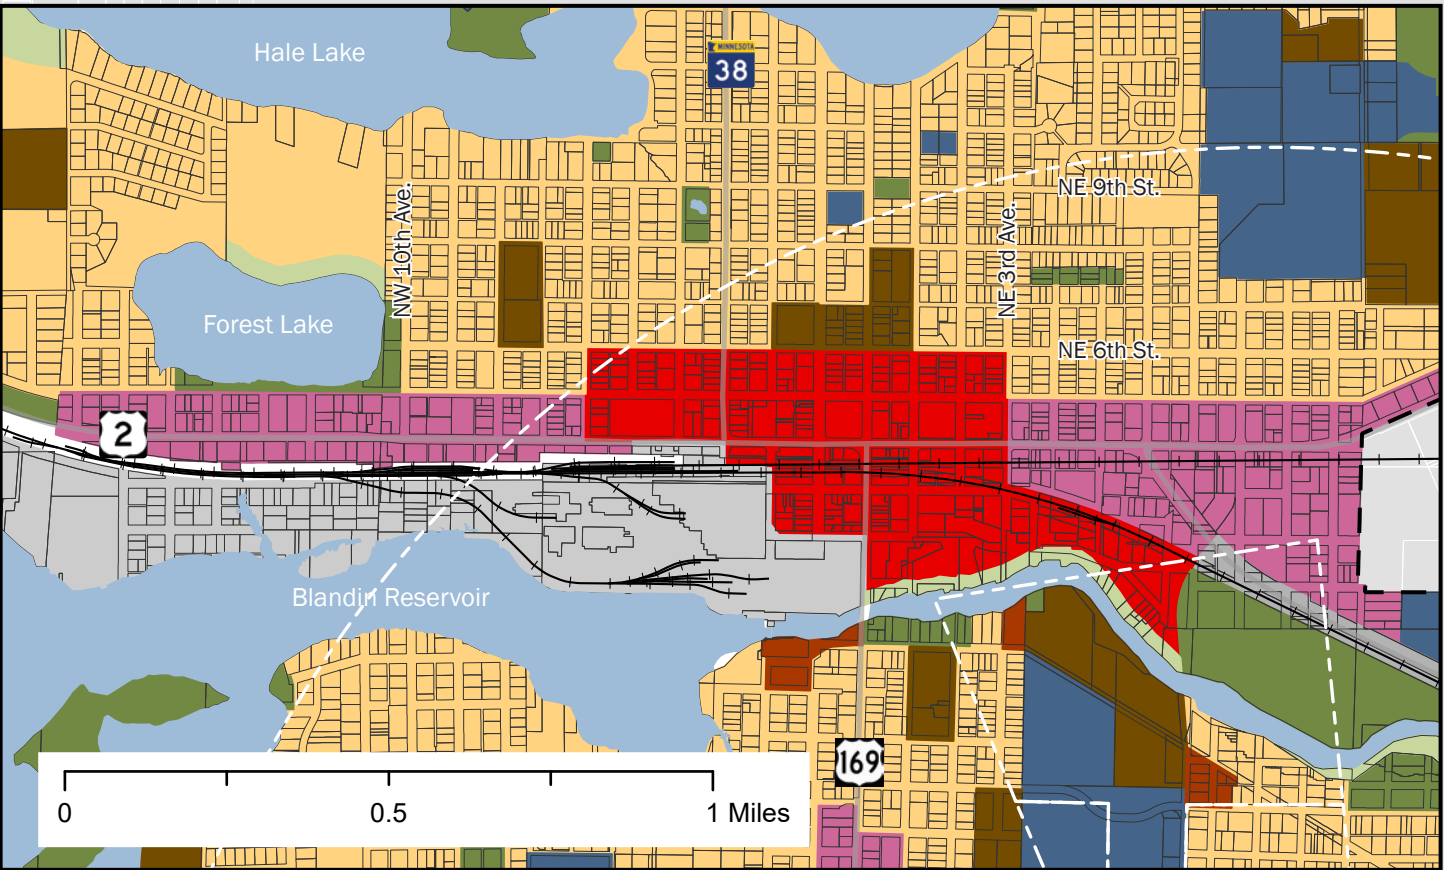 Hale Lake
MINNESOTA
38
NE 9th St.
NW 10th Ave.
NE 3rd Ave.
Forest Lake
NE 6th St.
2
Blandin Reservoir
169
0 0.5 1 Miles